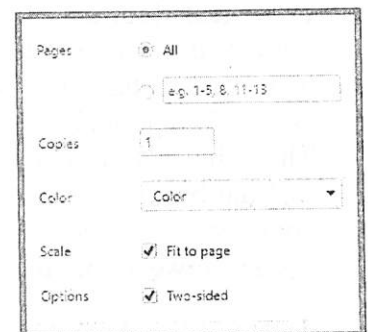 Pages All
e.g. 1-5, 8, 11-13
Copies 1
Color Color
Scale Fit to page
Options Two-sided